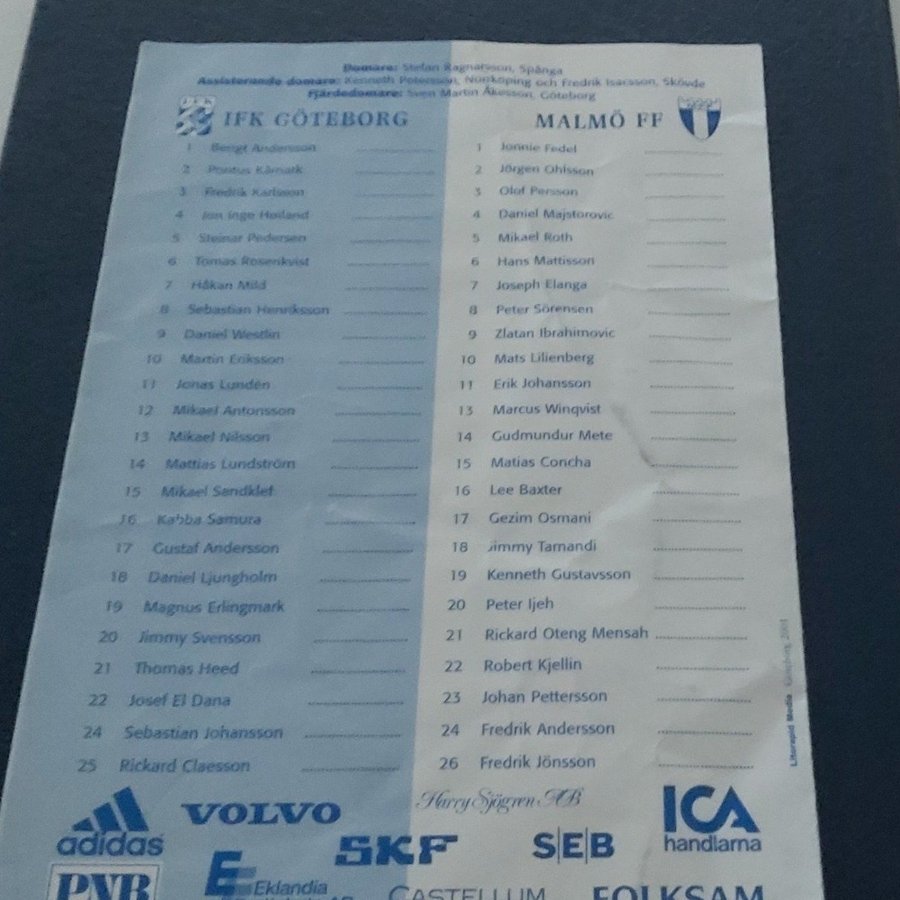 Domare: Stefan Ragnarsson, Spånga
Assisterande domare: Kenneth Petersson, Norrköping och Fredrik Isarsson, Skövde
Fjärdedomare: Sven Martin Åkesson, Göteborg
IFK GÖTEBORG
1 Bengt Andersson
2 Pontus Kåmark
3 Fredrik Karlsson
4 Jon Inge Høiland
5 Steinar Pedersen
6 Tomas Rosenkvist
7 Håkan Mild
8 Sebastian Henriksson
9 Daniel Westlin
10 Martin Eriksson
11 Jonas Lundén
12 Mikael Antonsson
13 Mikael Nilsson
14 Mattias Lundström
15 Mikael Sandklef
16 Kabba Samura
17 Gustaf Andersson
18 Daniel Ljungholm
19 Magnus Erlingmark
20 Jimmy Svensson
21 Thomas Heed
22 Josef El Dana
24 Sebastian Johansson
25 Rickard Claesson
MALMÖ FF
1 Jonnie Fedel
2 Jörgen Ohlsson
3 Olof Persson
4 Daniel Majstorovic
5 Mikael Roth
6 Hans Mattisson
7 Joseph Elanga
8 Peter Sörensen
9 Zlatan Ibrahimovic
10 Mats Lilienberg
11 Erik Johansson
13 Marcus Winqvist
14 Gudmundur Mete
15 Matias Concha
16 Lee Baxter
17 Gezim Osmani
18 Jimmy Tamandi
19 Kenneth Gustavsson
20 Peter Ijeh
21 Rickard Oteng Mensah
22 Robert Kjellin
23 Johan Pettersson
24 Fredrik Andersson
26 Fredrik Jönsson
Litorapid Media Göteborg 2001
adidas
VOLVO
Harry Sjögren AB
ICA
handlarna
SKF
S|E|B
Eklandia
CASTELLUM
FOLKSAM